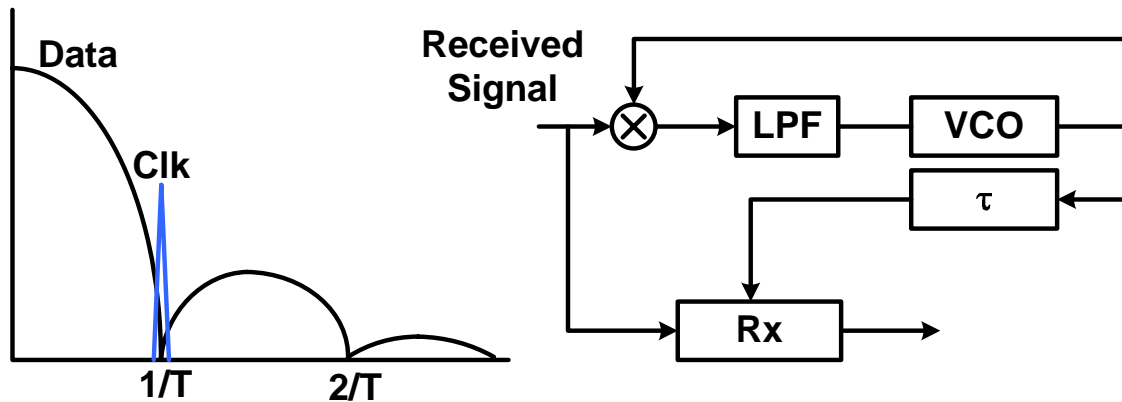 Data
Clk
1/T
2/T
Received
Signal
LPF
VCO
τ
Rx